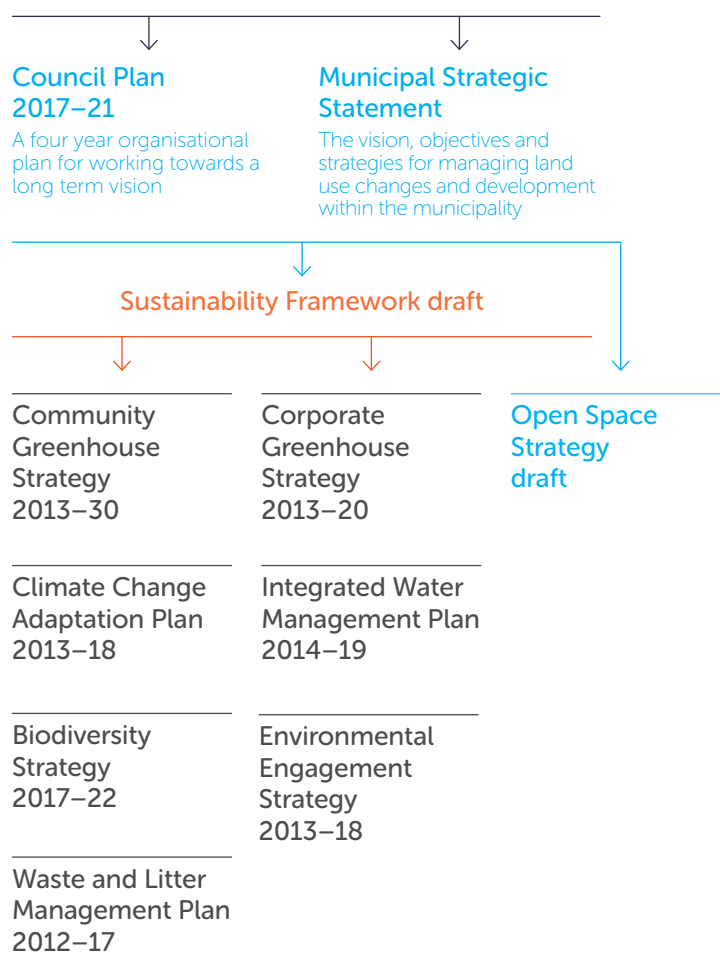 Council Plan
2017–21
A four year organisational
plan for working towards a
long term vision
Municipal Strategic
Statement
The vision, objectives and
strategies for managing land
use changes and development
within the municipality
Sustainability Framework draft
Community
Greenhouse
Strategy
2013–30
Corporate
Greenhouse
Strategy
2013–20
Open Space
Strategy
draft
Climate Change
Adaptation Plan
2013–18
Integrated Water
Management Plan
2014–19
Biodiversity
Strategy
2017–22
Environmental
Engagement
Strategy
2013–18
Waste and Litter
Management Plan
2012–17